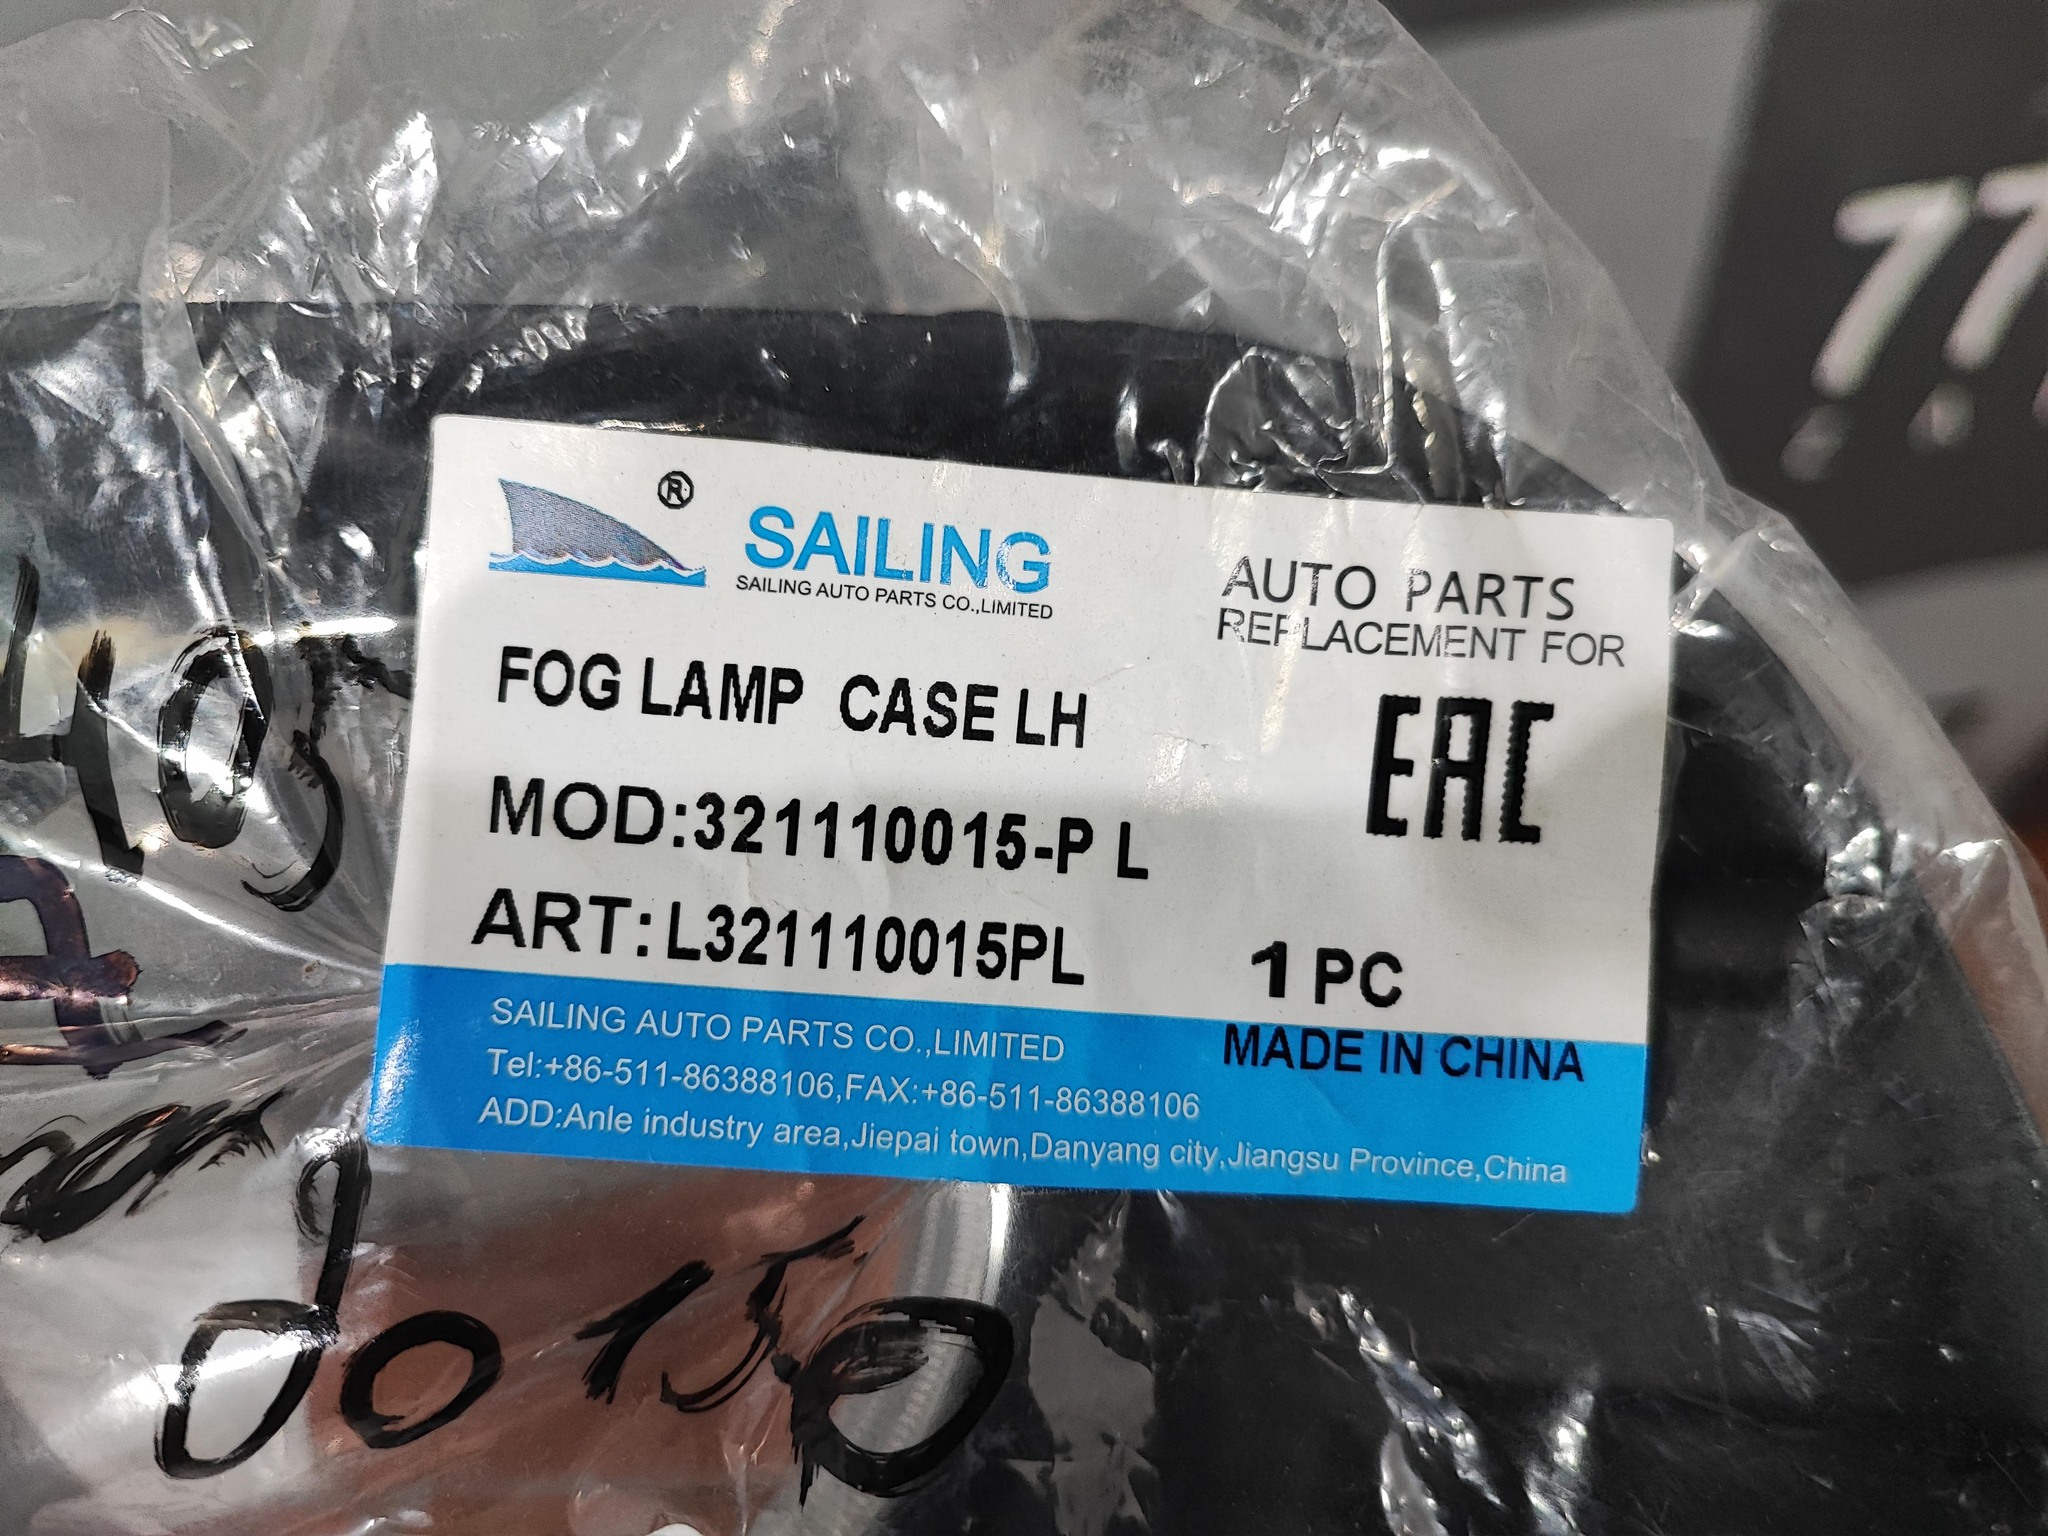 ®
SAILING
SAILING AUTO PARTS CO.,LIMITED
AUTO PARTS
REPLACEMENT FOR
FOG LAMP CASE LH
EAC
MOD:321110015-P L
ART:L321110015PL
1 PC
MADE IN CHINA
SAILING AUTO PARTS CO.,LIMITED
Tel:+86-511-86388106,FAX:+86-511-86388106
ADD:Anle industry area,Jiepai town,Danyang city,Jiangsu Province,China